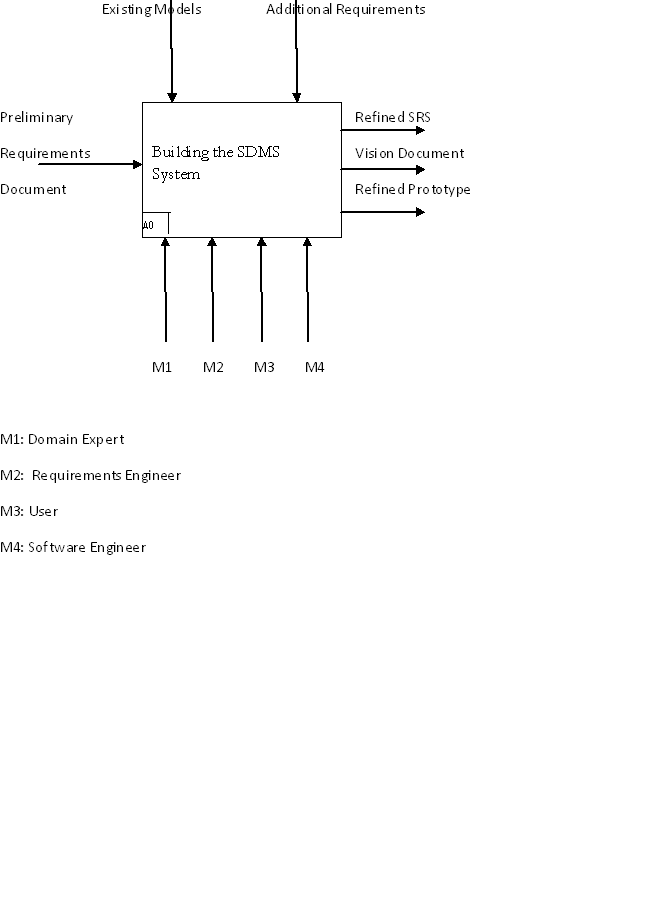 Existing Models
Additional Requirements
Preliminary
Requirements
Document
Building the SDMS
System
A0
Refined SRS
Vision Document
Refined Prototype
M1 M2 M3 M4
M1: Domain Expert
M2: Requirements Engineer
M3: User
M4: Software Engineer